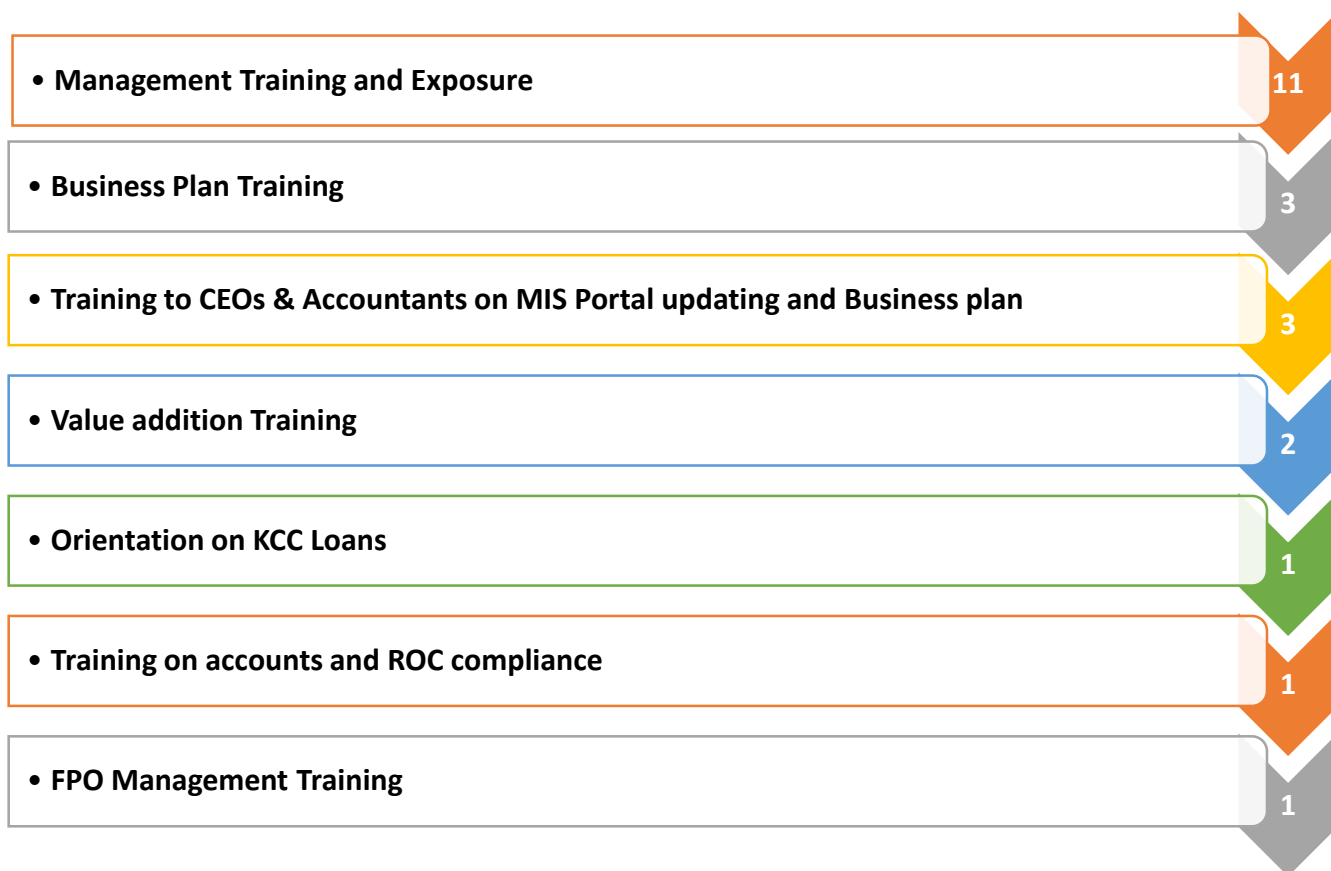 • Management Training and Exposure
11
• Business Plan Training
3
• Training to CEOs & Accountants on MIS Portal updating and Business plan
3
• Value addition Training
2
• Orientation on KCC Loans
1
• Training on accounts and ROC compliance
1
• FPO Management Training
1